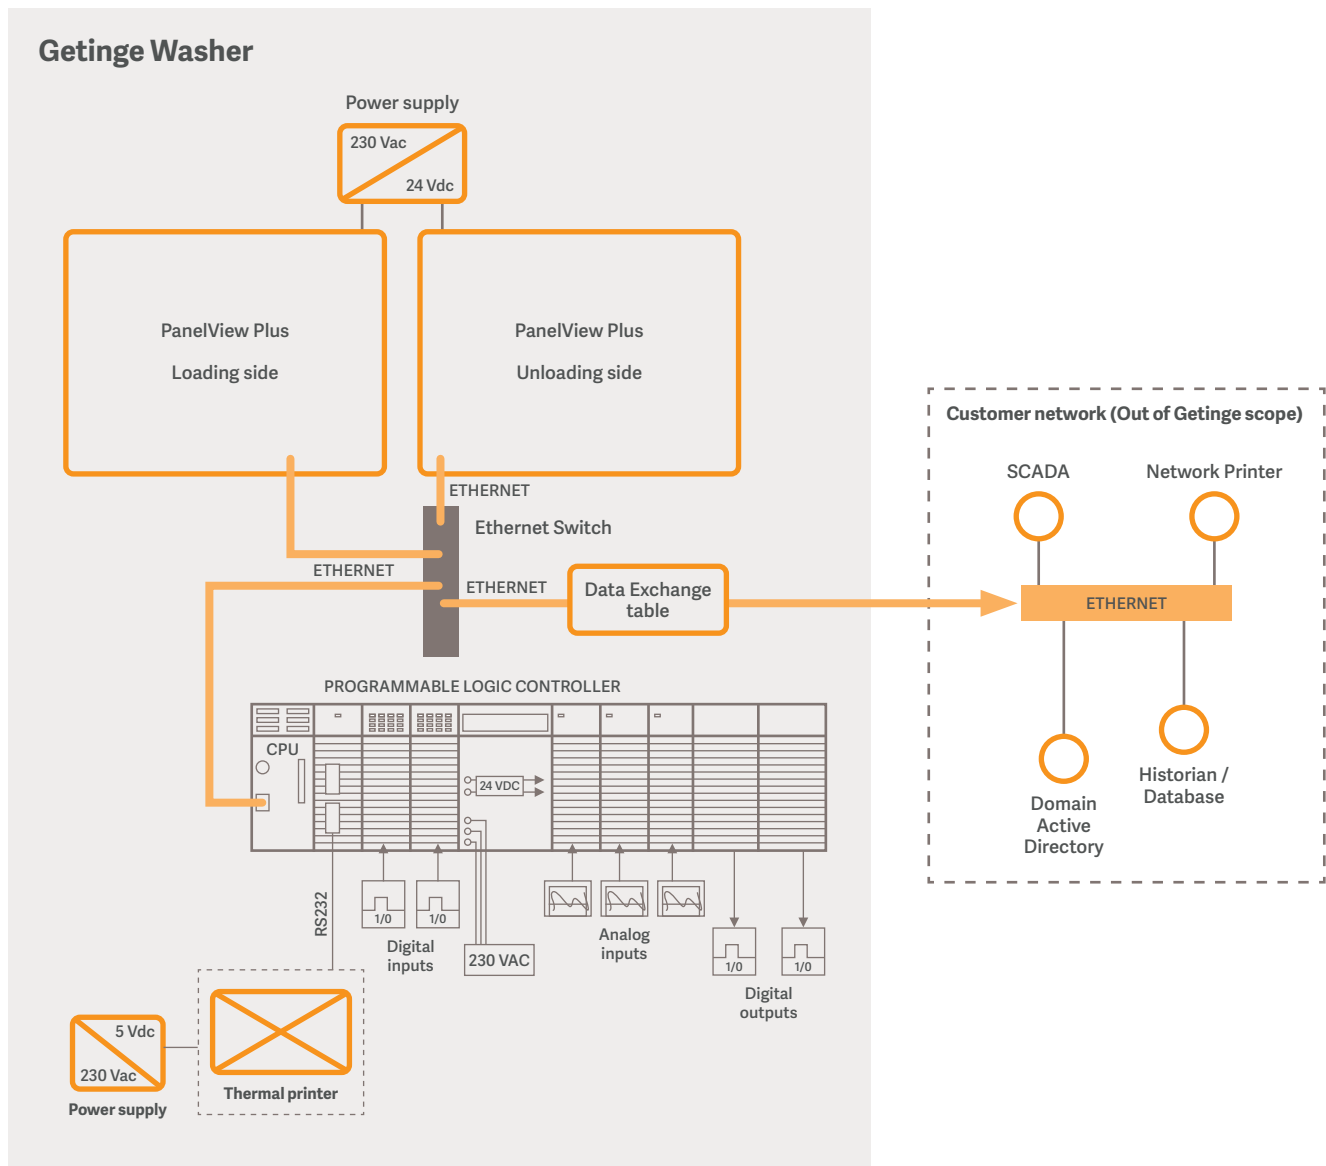 Getinge Washer
Power supply
230 Vac
24 Vdc
PanelView Plus
Loading side
PanelView Plus
Unloading side
ETHERNET
Ethernet Switch
ETHERNET
ETHERNET
Data Exchange
table
Customer network (Out of Getinge scope)
SCADA
Network Printer
ETHERNET
Domain
Active
Directory
Historian /
Database
PROGRAMMABLE LOGIC CONTROLLER
CPU
24 VDC
RS232
1/0
1/0
Digital
inputs
230 VAC
Analog
inputs
1/0
1/0
Digital
outputs
5 Vdc
230 Vac
Power supply
Thermal printer